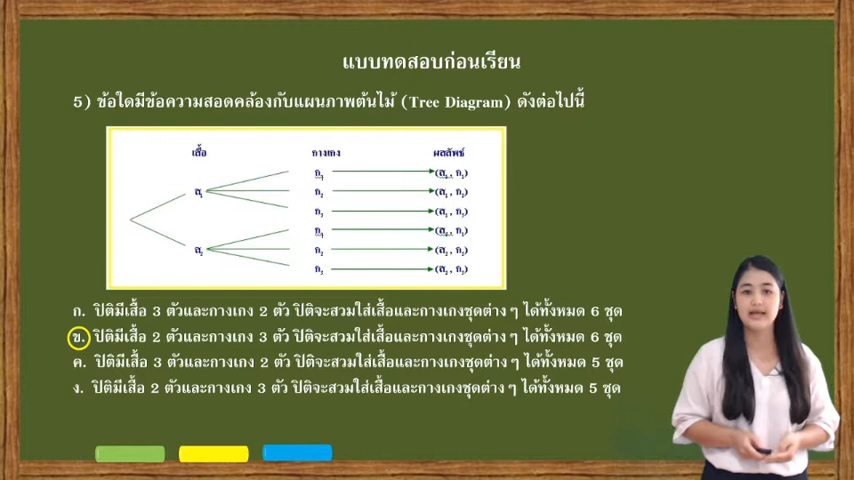 แบบทดสอบก่อนเรียน
5) ข้อใดมีข้อความสอดคล้องกับแผนภาพต้นไม้ (Tree Diagram) ดังต่อไปนี้
เสื้อ กางเกง ผลลัพธ์
ก₁ (ส₁, ก₁)
ส₁ ก₂ (ส₁, ก₂)
ก₃ (ส₁, ก₃)
ก₁ (ส₂, ก₁)
ส₂ ก₂ (ส₂, ก₂)
ก₃ (ส₂, ก₃)
ก. ปิติมีเสื้อ 3 ตัวและกางเกง 2 ตัว ปิติจะสวมใส่เสื้อและกางเกงชุดต่าง ๆ ได้ทั้งหมด 6 ชุด
ข. ปิติมีเสื้อ 2 ตัวและกางเกง 3 ตัว ปิติจะสวมใส่เสื้อและกางเกงชุดต่าง ๆ ได้ทั้งหมด 6 ชุด
ค. ปิติมีเสื้อ 3 ตัวและกางเกง 2 ตัว ปิติจะสวมใส่เสื้อและกางเกงชุดต่าง ๆ ได้ทั้งหมด 5 ชุด
ง. ปิติมีเสื้อ 2 ตัวและกางเกง 3 ตัว ปิติจะสวมใส่เสื้อและกางเกงชุดต่าง ๆ ได้ทั้งหมด 5 ชุด